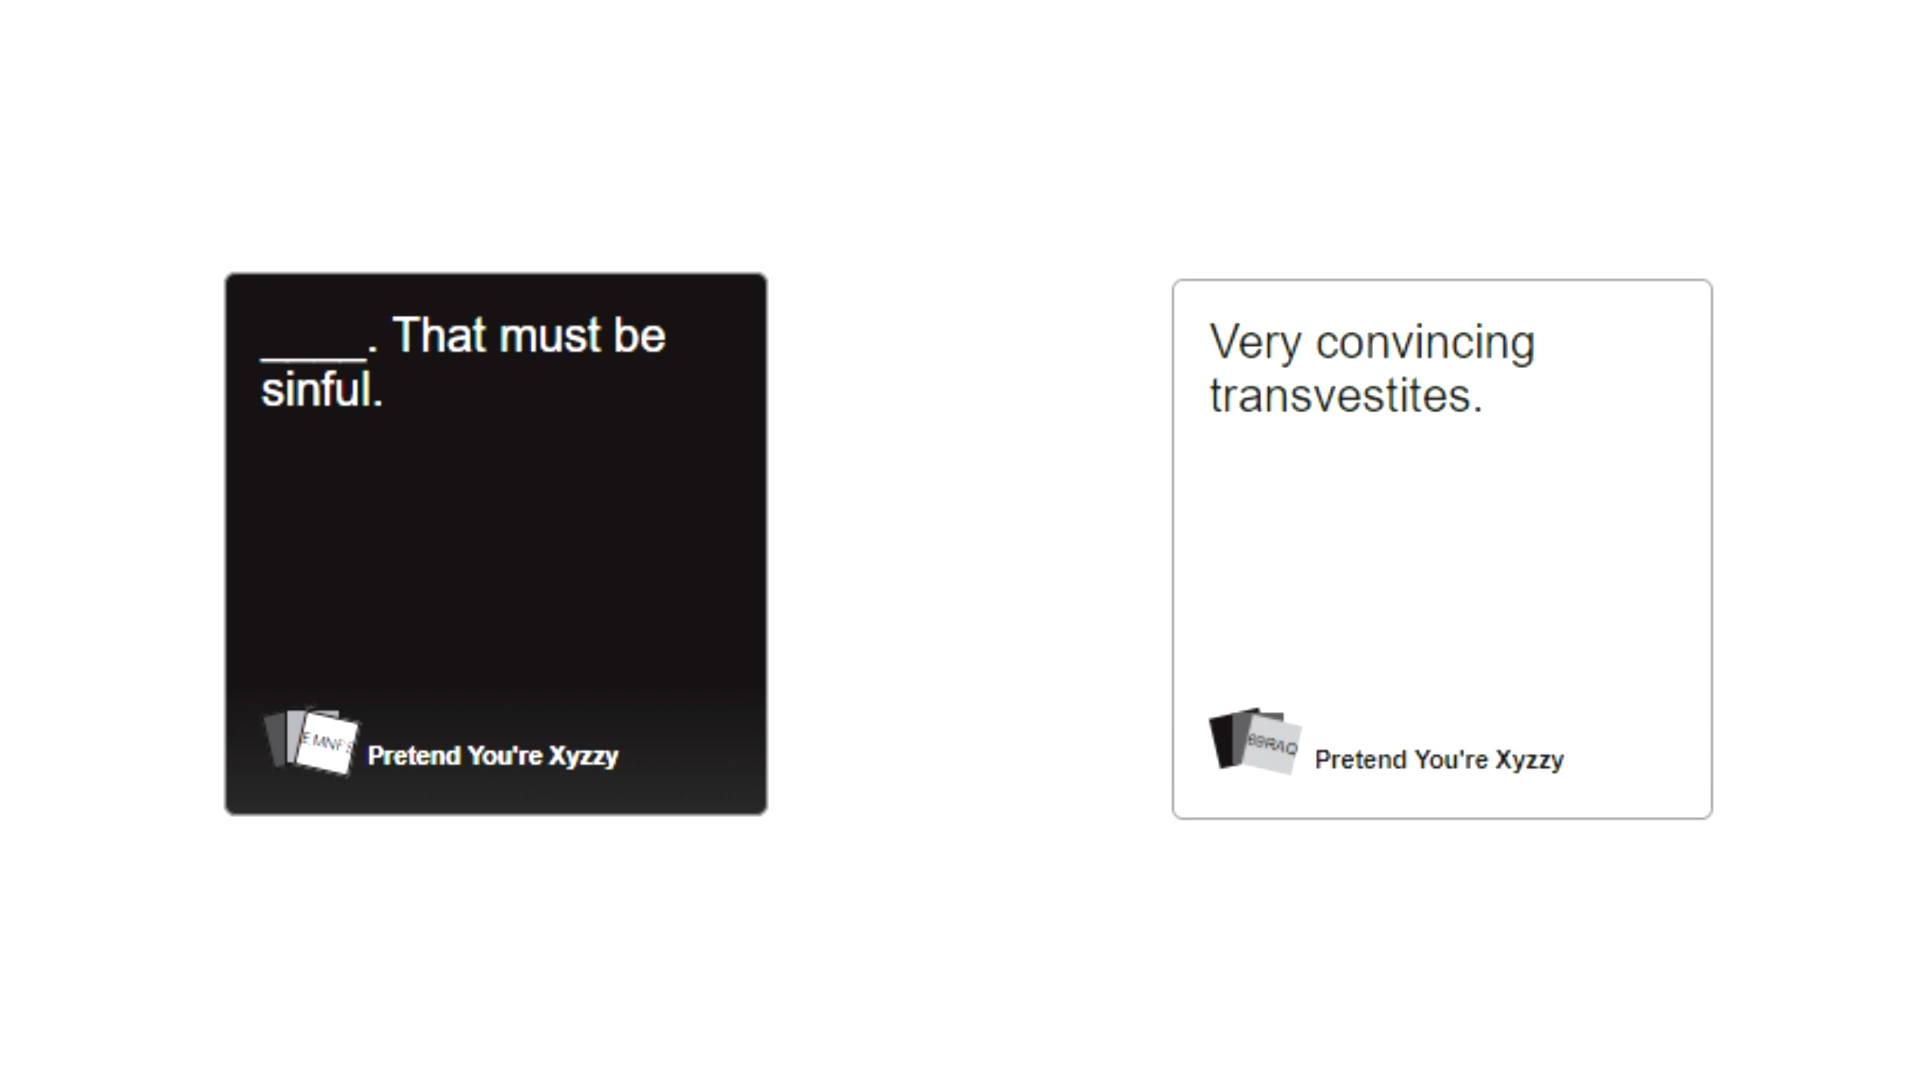 ____. That must be
sinful.
Pretend You're Xyzzy
Very convincing
transvestites.
Pretend You're Xyzzy